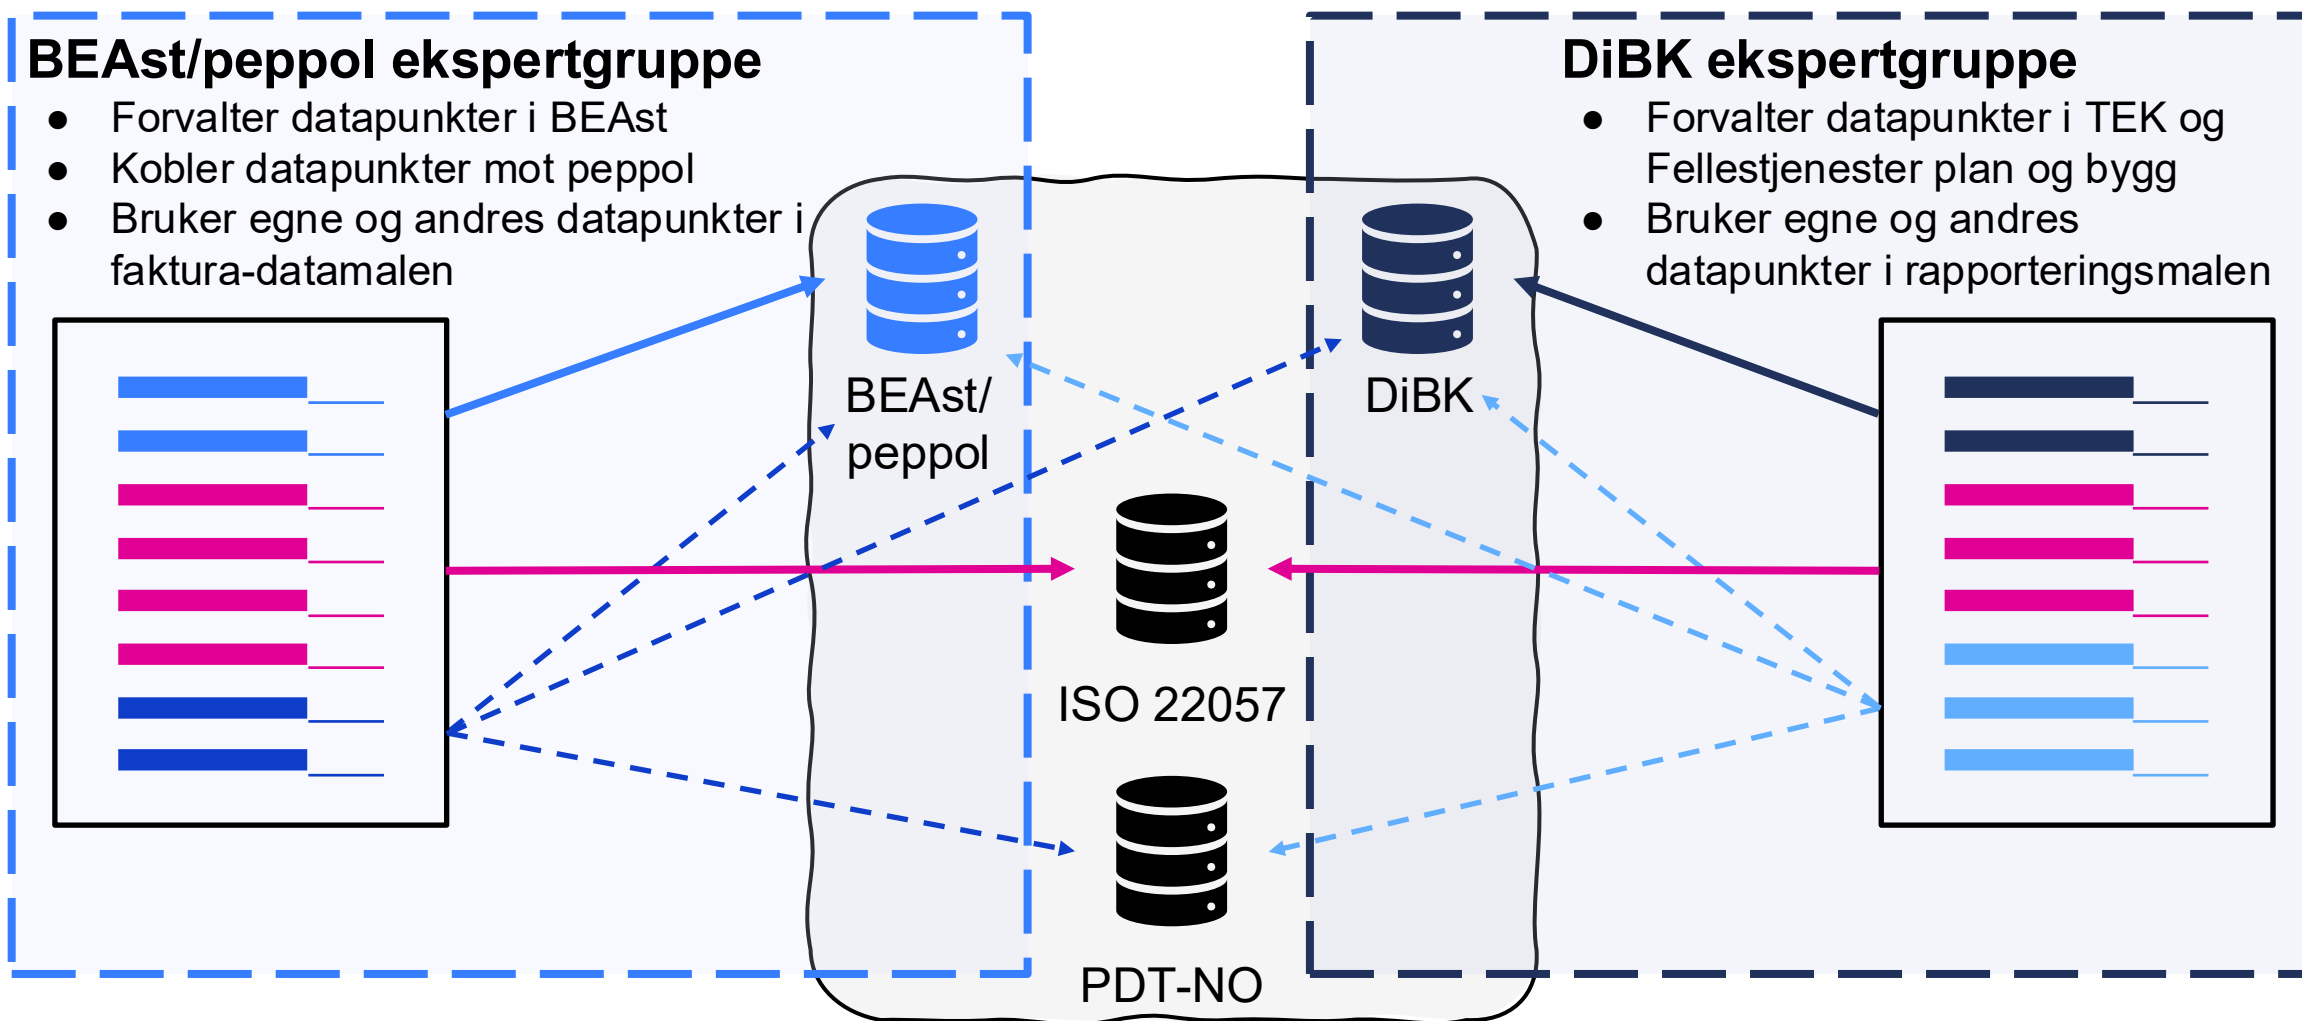 BEAst/peppol ekspertgruppe
● Forvalter datapunkter i BEAst
● Kobler datapunkter mot peppol
● Bruker egne og andres datapunkter i
faktura-datamalen
DiBK ekspertgruppe
● Forvalter datapunkter i TEK og
Fellestjenester plan og bygg
● Bruker egne og andres
datapunkter i rapporteringsmalen
BEAst/
peppol
DiBK
ISO 22057
PDT-NO